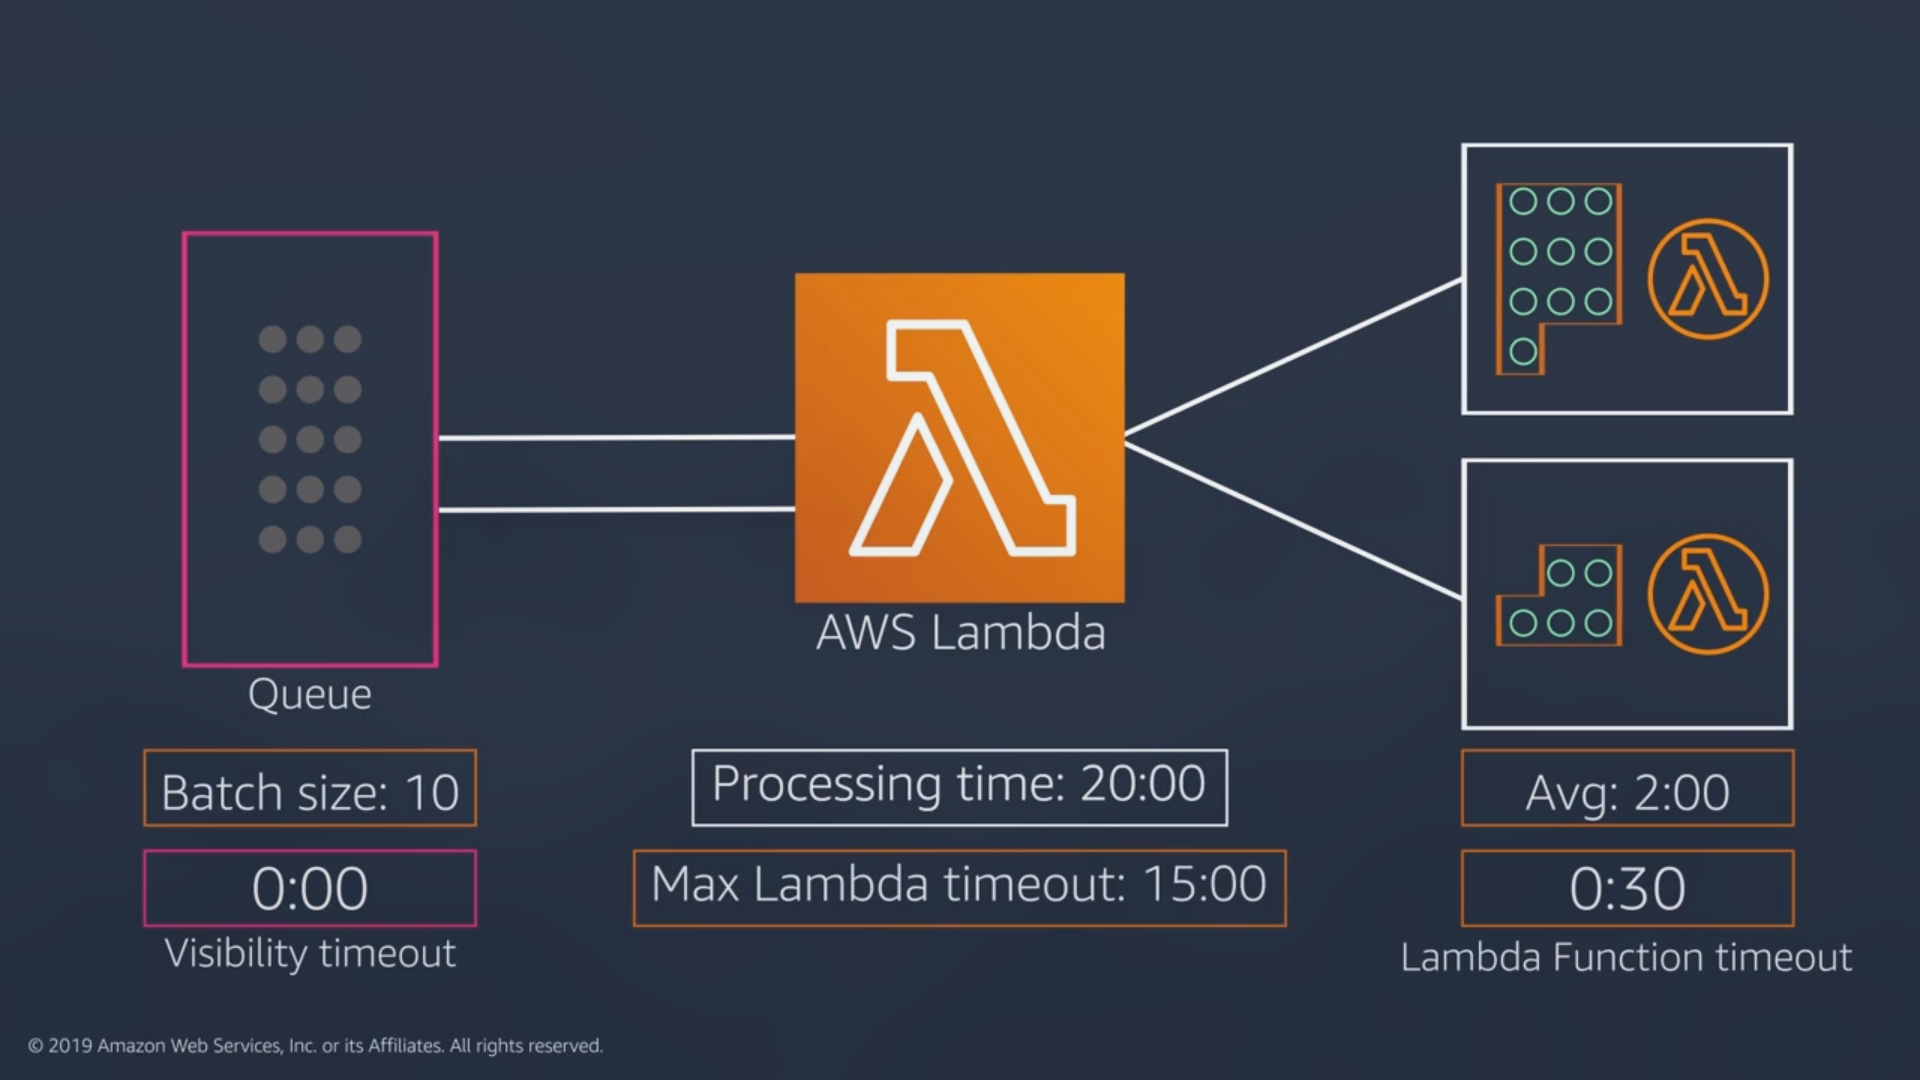 AWS Lambda
Queue
Batch size: 10
Processing time: 20:00
Avg: 2:00
0:00
Max Lambda timeout: 15:00
0:30
Visibility timeout
Lambda Function timeout
© 2019 Amazon Web Services, Inc. or its Affiliates. All rights reserved.